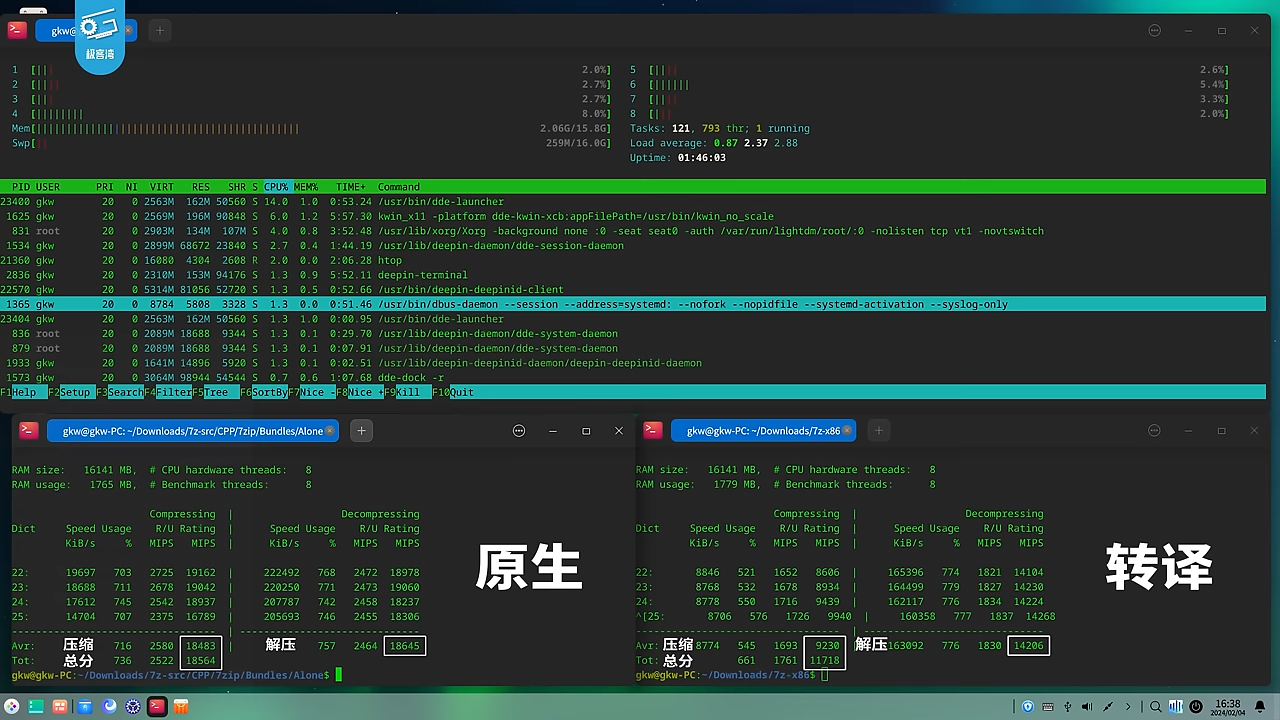 gkw@
极客湾
1 [|| 2.0%] 5 [|||| 2.6%]
2 [|||| 2.7%] 6 [|||||| 5.4%]
3 [||| 2.7%] 7 [|||| 3.3%]
4 [|||||||| 8.0%] 8 [||| 2.0%]
Mem[|||||||||||||||||||||||||||||||||||||||||||| 2.06G/15.8G] Tasks: 121, 793 thr; 1 running
Swp[|| 259M/16.0G] Load average: 0.87 2.37 2.88
Uptime: 01:46:03
PID USER PRI NI VIRT RES SHR S CPU% MEM% TIME+ Command
23400 gkw 20 0 2563M 162M 50560 S 14.0 1.0 0:53.24 /usr/bin/dde-launcher
1625 gkw 20 0 2569M 196M 90848 S 6.0 1.2 5:57.30 kwin_x11 -platform dde-kwin-xcb:appFilePath=/usr/bin/kwin_no_scale
831 root 20 0 2903M 134M 107M S 4.0 0.8 3:52.48 /usr/lib/xorg/Xorg -background none :0 -seat seat0 -auth /var/run/lightdm/root/:0 -nolisten tcp vt1 -novtswitch
1534 gkw 20 0 2899M 68672 23840 S 2.7 0.4 1:44.19 /usr/lib/deepin-daemon/dde-session-daemon
21360 gkw 20 0 16080 4304 2608 R 2.0 0.0 2:06.28 htop
2836 gkw 20 0 2310M 153M 94176 S 1.3 0.9 5:52.11 deepin-terminal
22570 gkw 20 0 5314M 81056 52720 S 1.3 0.5 0:52.66 /usr/lib/deepin-deepinid-client
1365 gkw 20 0 8784 5808 3328 S 1.3 0.0 0:51.46 /usr/bin/dbus-daemon --session --address=systemd: --nofork --nopidfile --systemd-activation --syslog-only
23404 gkw 20 0 2563M 162M 50560 S 1.3 1.0 0:00.95 /usr/bin/dde-launcher
836 root 20 0 2089M 18688 9344 S 1.3 0.1 0:29.70 /usr/lib/deepin-daemon/dde-system-daemon
879 root 20 0 2089M 18688 9344 S 1.3 0.1 0:07.91 /usr/lib/deepin-daemon/dde-system-daemon
1933 gkw 20 0 1641M 14896 5920 S 1.3 0.1 0:02.51 /usr/lib/deepin-deepinid-daemon/deepin-deepinid-daemon
1573 gkw 20 0 3064M 98944 54544 S 0.7 0.6 1:07.68 dde-dock -r
F1Help F2Setup F3SearchF4FilterF5Tree F6SortByF7Nice -F8Nice +F9Kill F10Quit
gkw@gkw-PC: ~/Downloads/7z-src/CPP/7zip/Bundles/Alone
RAM size: 16141 MB, # CPU hardware threads: 8
RAM usage: 1765 MB, # Benchmark threads: 8
Compressing | Decompressing
Dict Speed Usage R/U Rating | Speed Usage R/U Rating
KiB/s % MIPS MIPS | KiB/s % MIPS MIPS
22: 19697 703 2725 19162 | 222492 768 2472 18978
23: 18688 711 2678 19042 | 220250 771 2473 19060
24: 17612 745 2542 18937 | 207787 742 2458 18237
25: 14704 707 2375 16789 | 205693 746 2455 18306
Avr: 压缩 716 2580 18483 | 解压 757 2464 18645
Tot: 总分 736 2522 18564
gkw@gkw-PC:~/Downloads/7z-src/CPP/7zip/Bundles/Alone$
原生
gkw@gkw-PC: ~/Downloads/7z-x86
RAM size: 16141 MB, # CPU hardware threads: 8
RAM usage: 1779 MB, # Benchmark threads: 8
Compressing | Decompressing
Dict Speed Usage R/U Rating | Speed Usage R/U Rating
KiB/s % MIPS MIPS | KiB/s % MIPS MIPS
22: 8846 521 1652 8606 | 165396 774 1821 14104
23: 8768 532 1678 8934 | 164499 779 1827 14230
24: 8778 550 1716 9439 | 162117 776 1834 14224
^[25: 8706 576 1726 9940 | 160358 777 1837 14268
Avr: 压缩 8774 545 1693 9230 | 解压 163092 776 1830 14206
Tot: 总分 661 1761 11718
gkw@gkw-PC:~/Downloads/7z-x86$
转译
16:38
2024/02/04